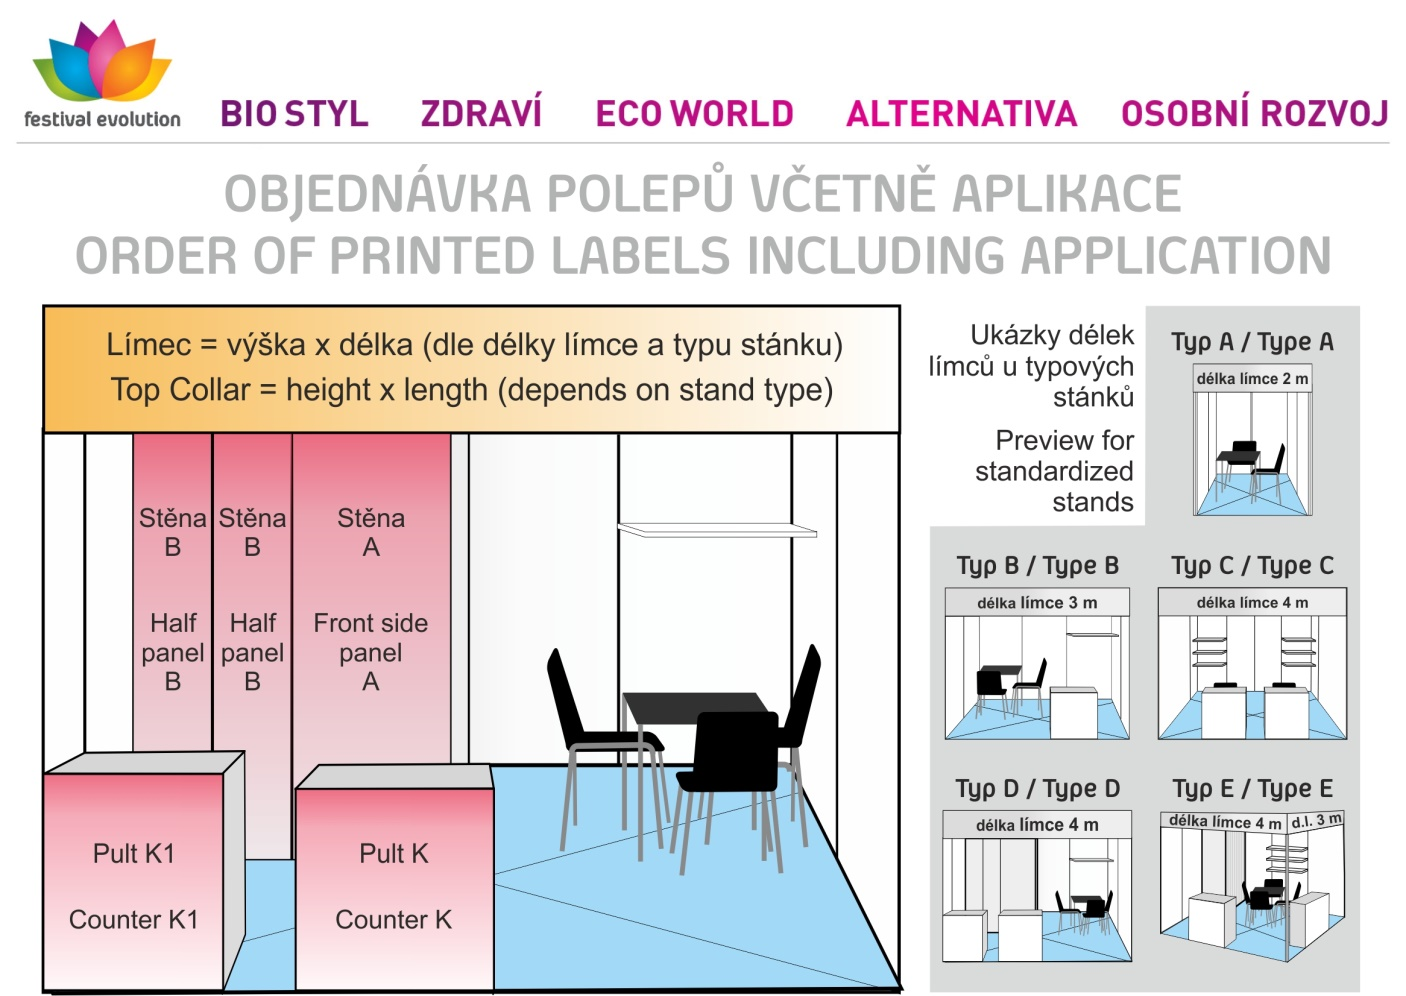 festival evolution
BIO STYL ZDRAVÍ ECO WORLD ALTERNATIVA OSOBNÍ ROZVOJ
OBJEDNÁVKA POLEPŮ VČETNĚ APLIKACE
ORDER OF PRINTED LABELS INCLUDING APPLICATION
Límec = výška x délka (dle délky límce a typu stánku)
Top Collar = height x length (depends on stand type)
Stěna
B
Half
panel
B
Stěna
B
Half
panel
B
Stěna
A
Front side
panel
A
Pult K1
Counter K1
Pult K
Counter K
Ukázky délek
límců u typových
stánků
Preview for
standardized
stands
Typ A / Type A
délka límce 2 m
Typ B / Type B
délka límce 3 m
Typ C / Type C
délka límce 4 m
Typ D / Type D
délka límce 4 m
Typ E / Type E
délka límce 4 m
d.l. 3 m